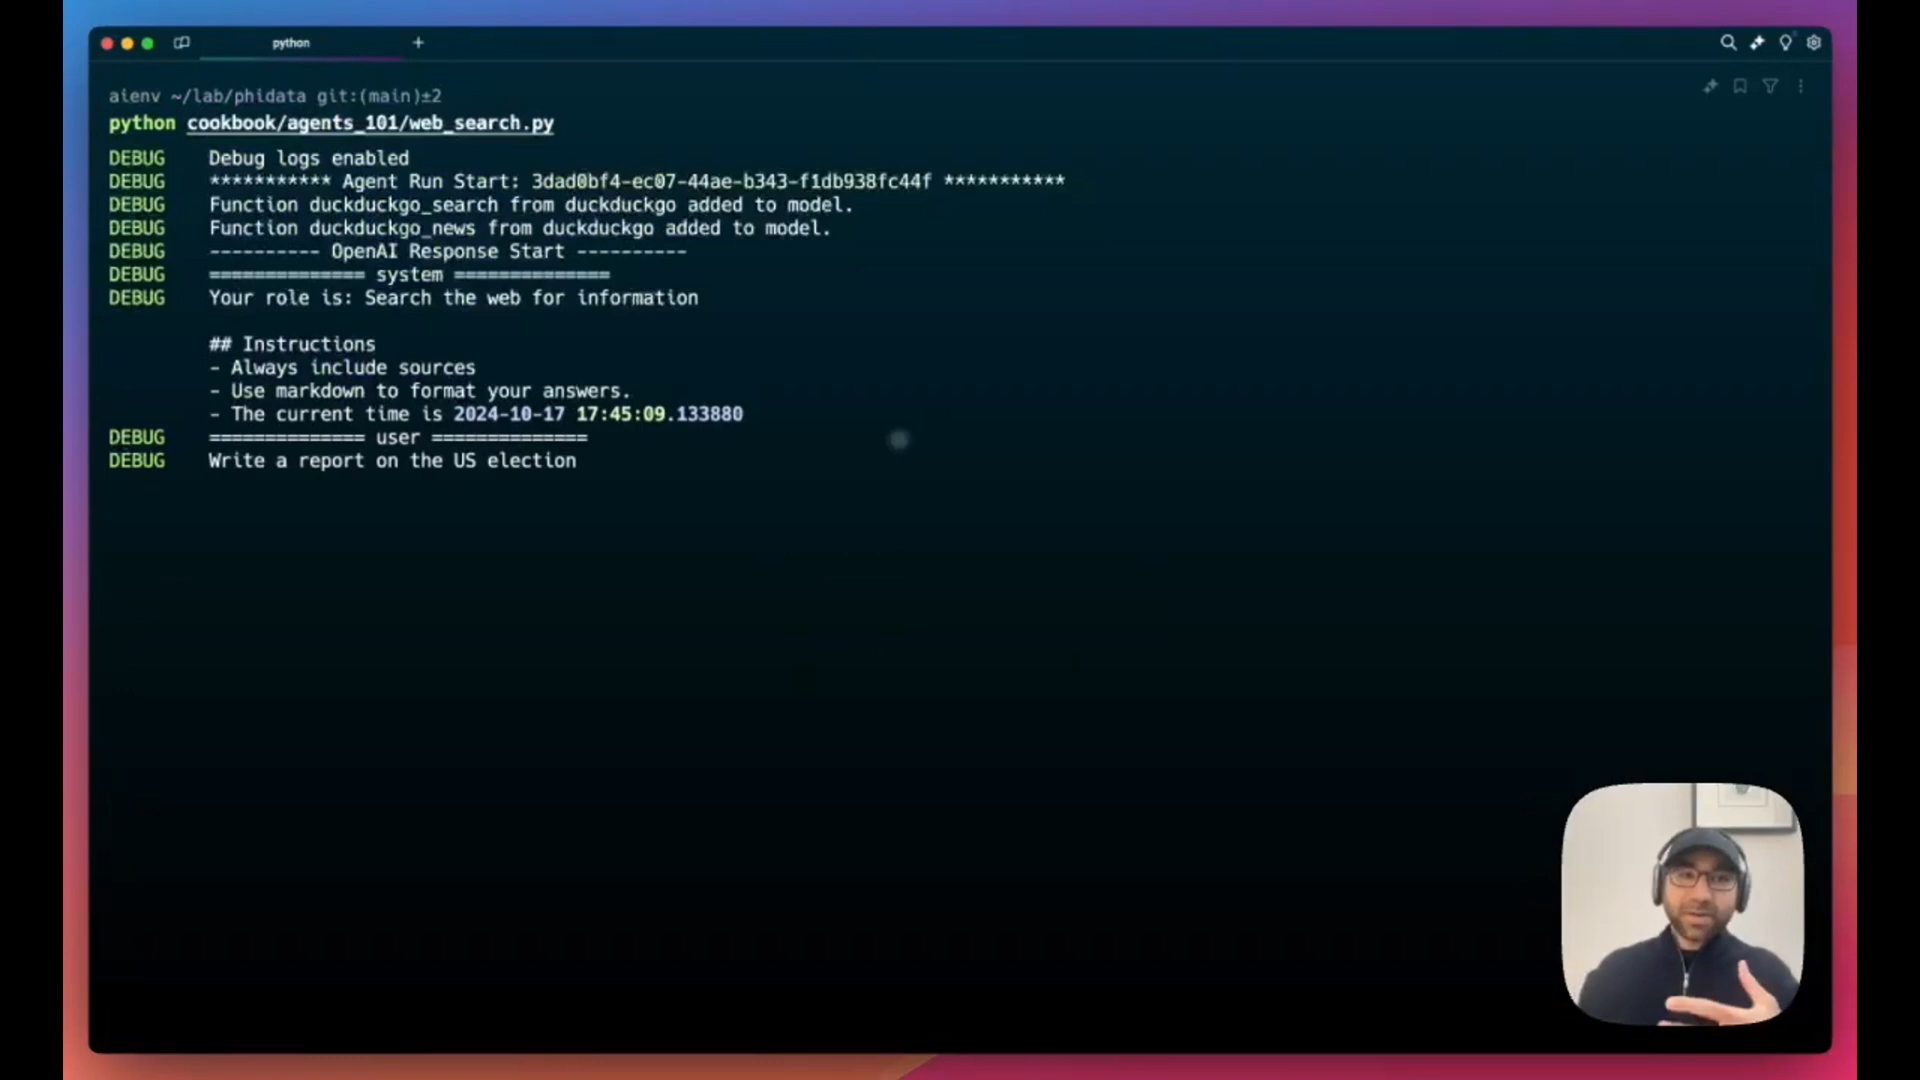 python
aienv ~/lab/phidata git:(main)±2
python cookbook/agents_101/web_search.py
DEBUG    Debug logs enabled
DEBUG    *********** Agent Run Start: 3dad0bf4-ec07-44ae-b343-f1db938fc44f ***********
DEBUG    Function duckduckgo_search from duckduckgo added to model.
DEBUG    Function duckduckgo_news from duckduckgo added to model.
DEBUG    ---------- OpenAI Response Start ----------
DEBUG    ============== system ==============
DEBUG    Your role is: Search the web for information
## Instructions
- Always include sources
- Use markdown to format your answers.
- The current time is 2024-10-17 17:45:09.133880
DEBUG    ============== user ==============
DEBUG    Write a report on the US election